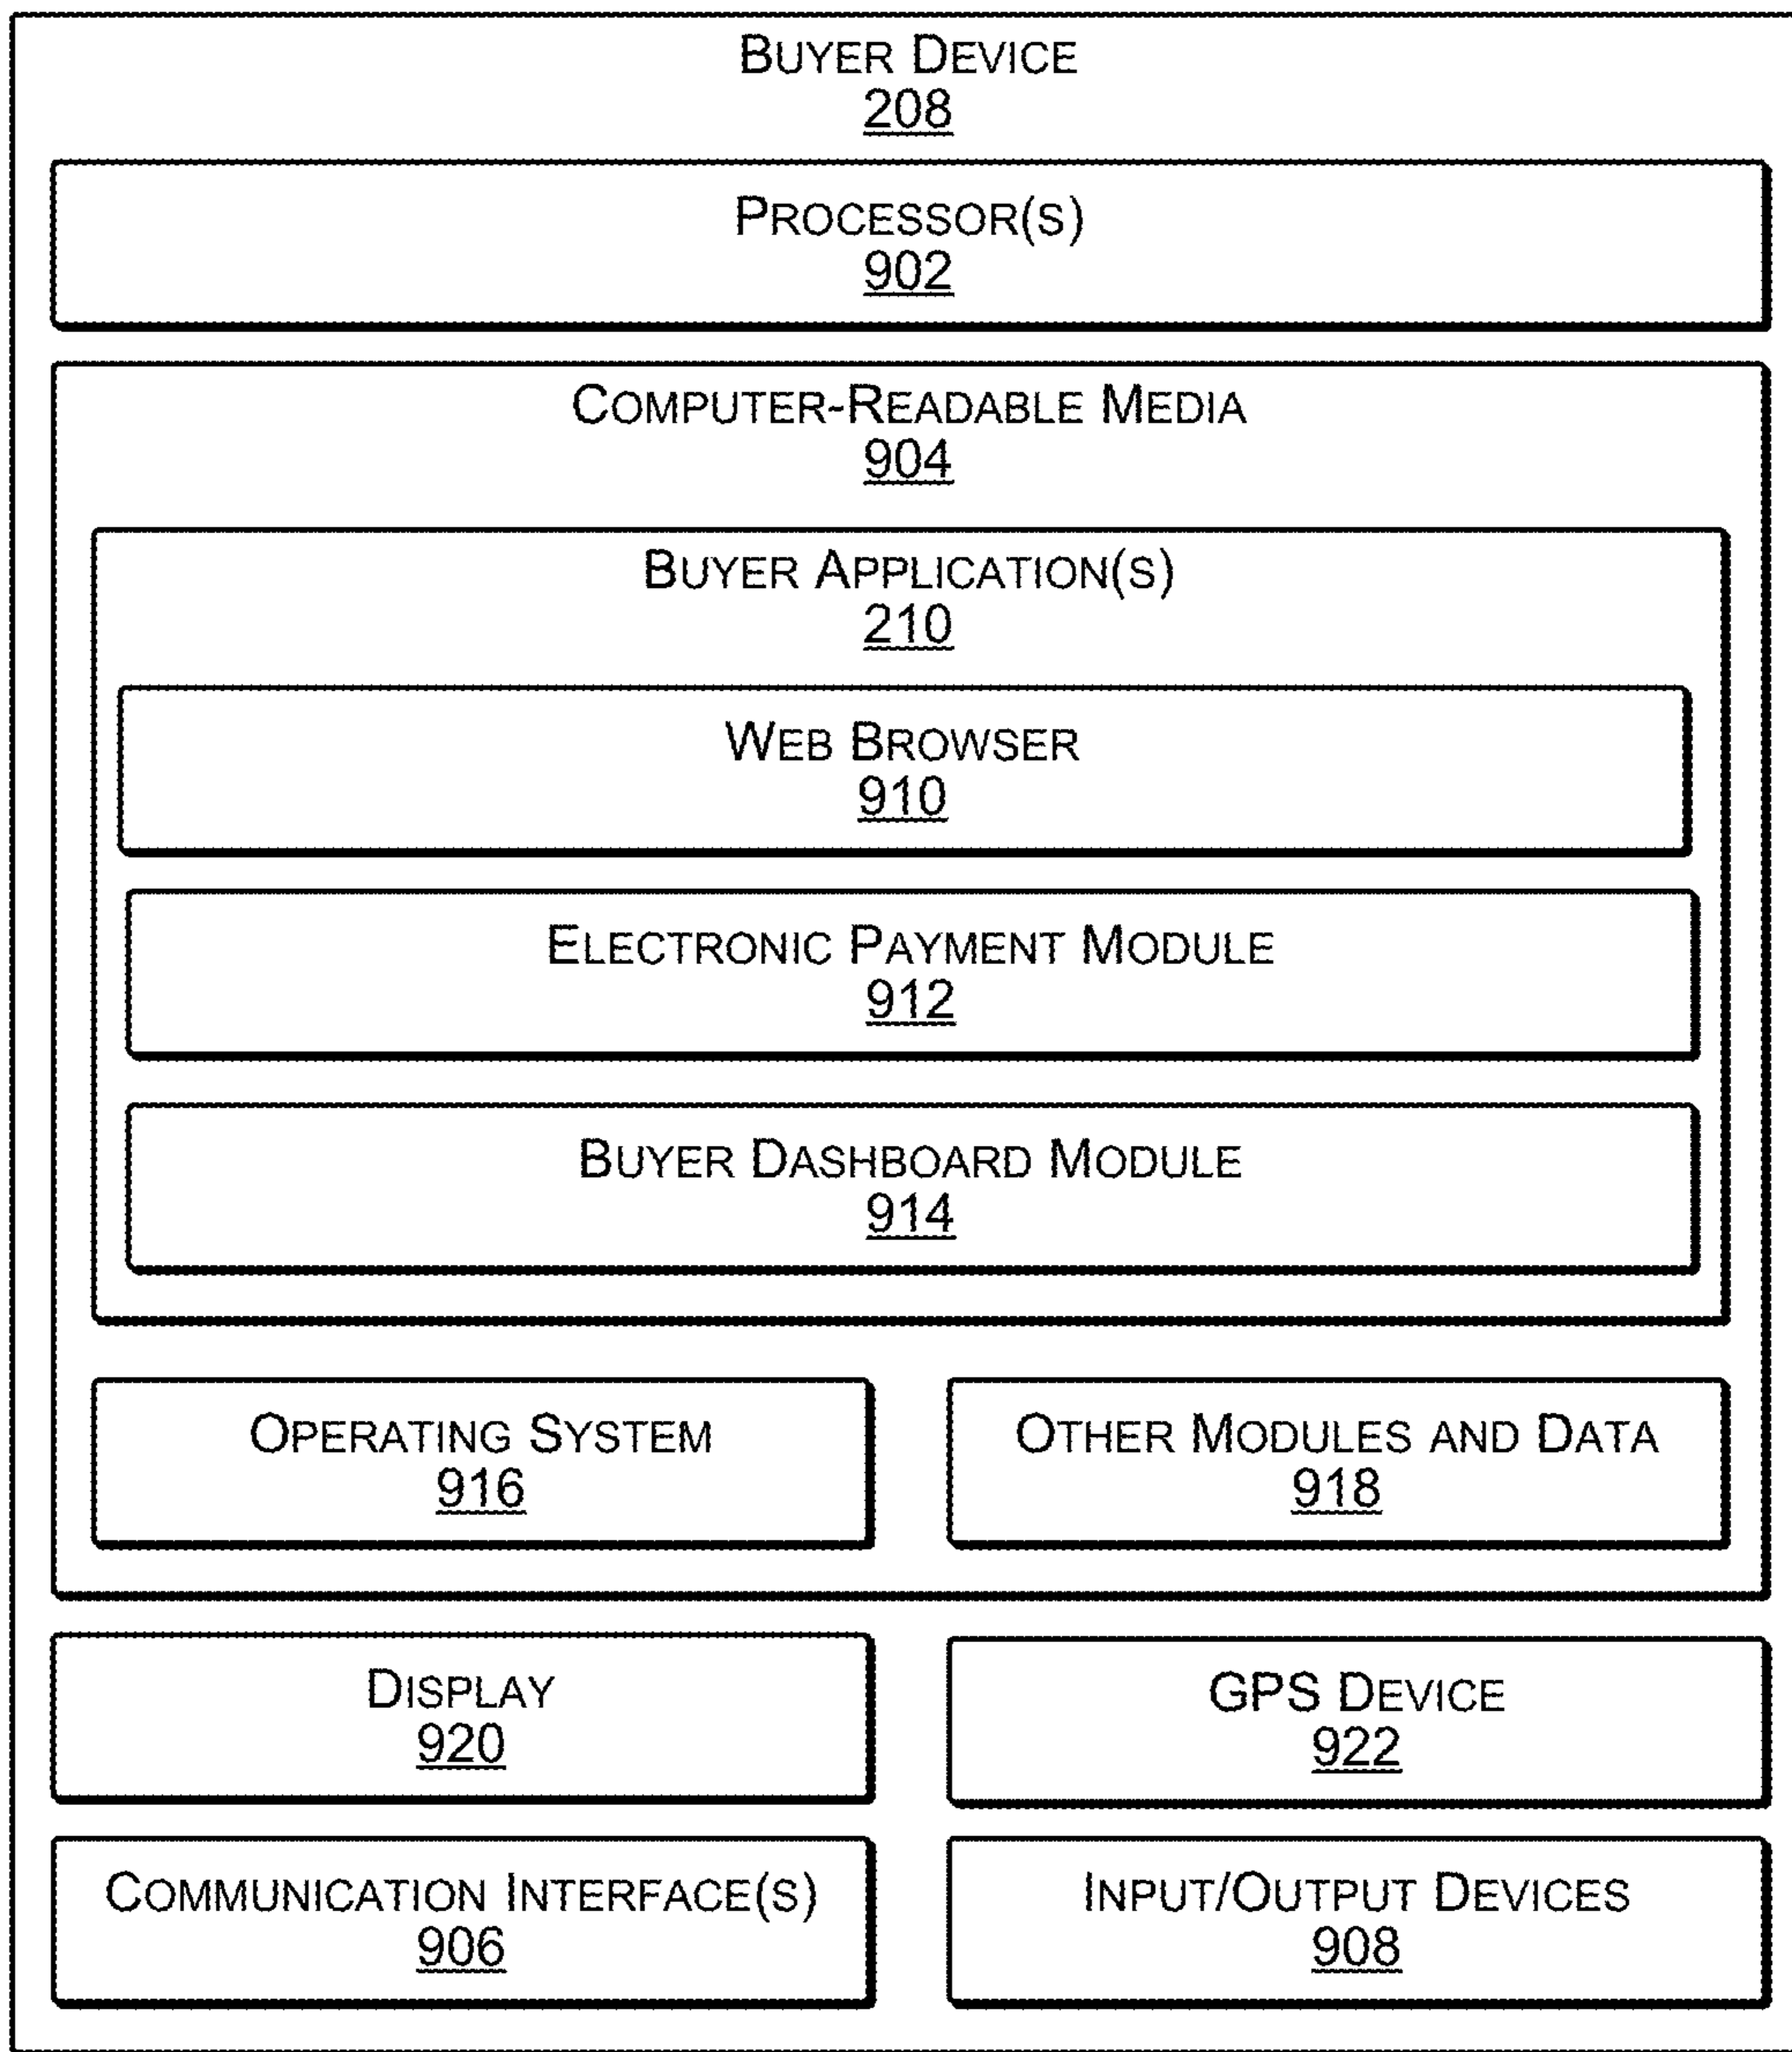 BUYER DEVICE
208
PROCESSOR(S)
902
COMPUTER-READABLE MEDIA
904
BUYER APPLICATION(S)
210
WEB BROWSER
910
ELECTRONIC PAYMENT MODULE
912
BUYER DASHBOARD MODULE
914
OPERATING SYSTEM
916
OTHER MODULES AND DATA
918
DISPLAY
920
GPS DEVICE
922
COMMUNICATION INTERFACE(S)
906
INPUT/OUTPUT DEVICES
908